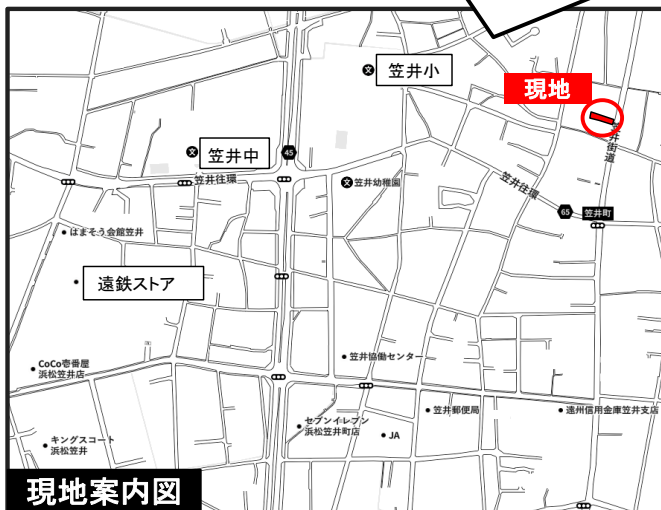 笠井小
現地
笠井街道
笠井中
45
笠井往環
笠井幼稚園
笠井往環
65
笠井町
はまそう会館笠井
遠鉄ストア
CoCo壱番屋
浜松笠井店
笠井協働センター
セブンイレブン
浜松笠井町店
JA
笠井郵便局
遠州信用金庫笠井支店
キングスコート
浜松笠井
現地案内図